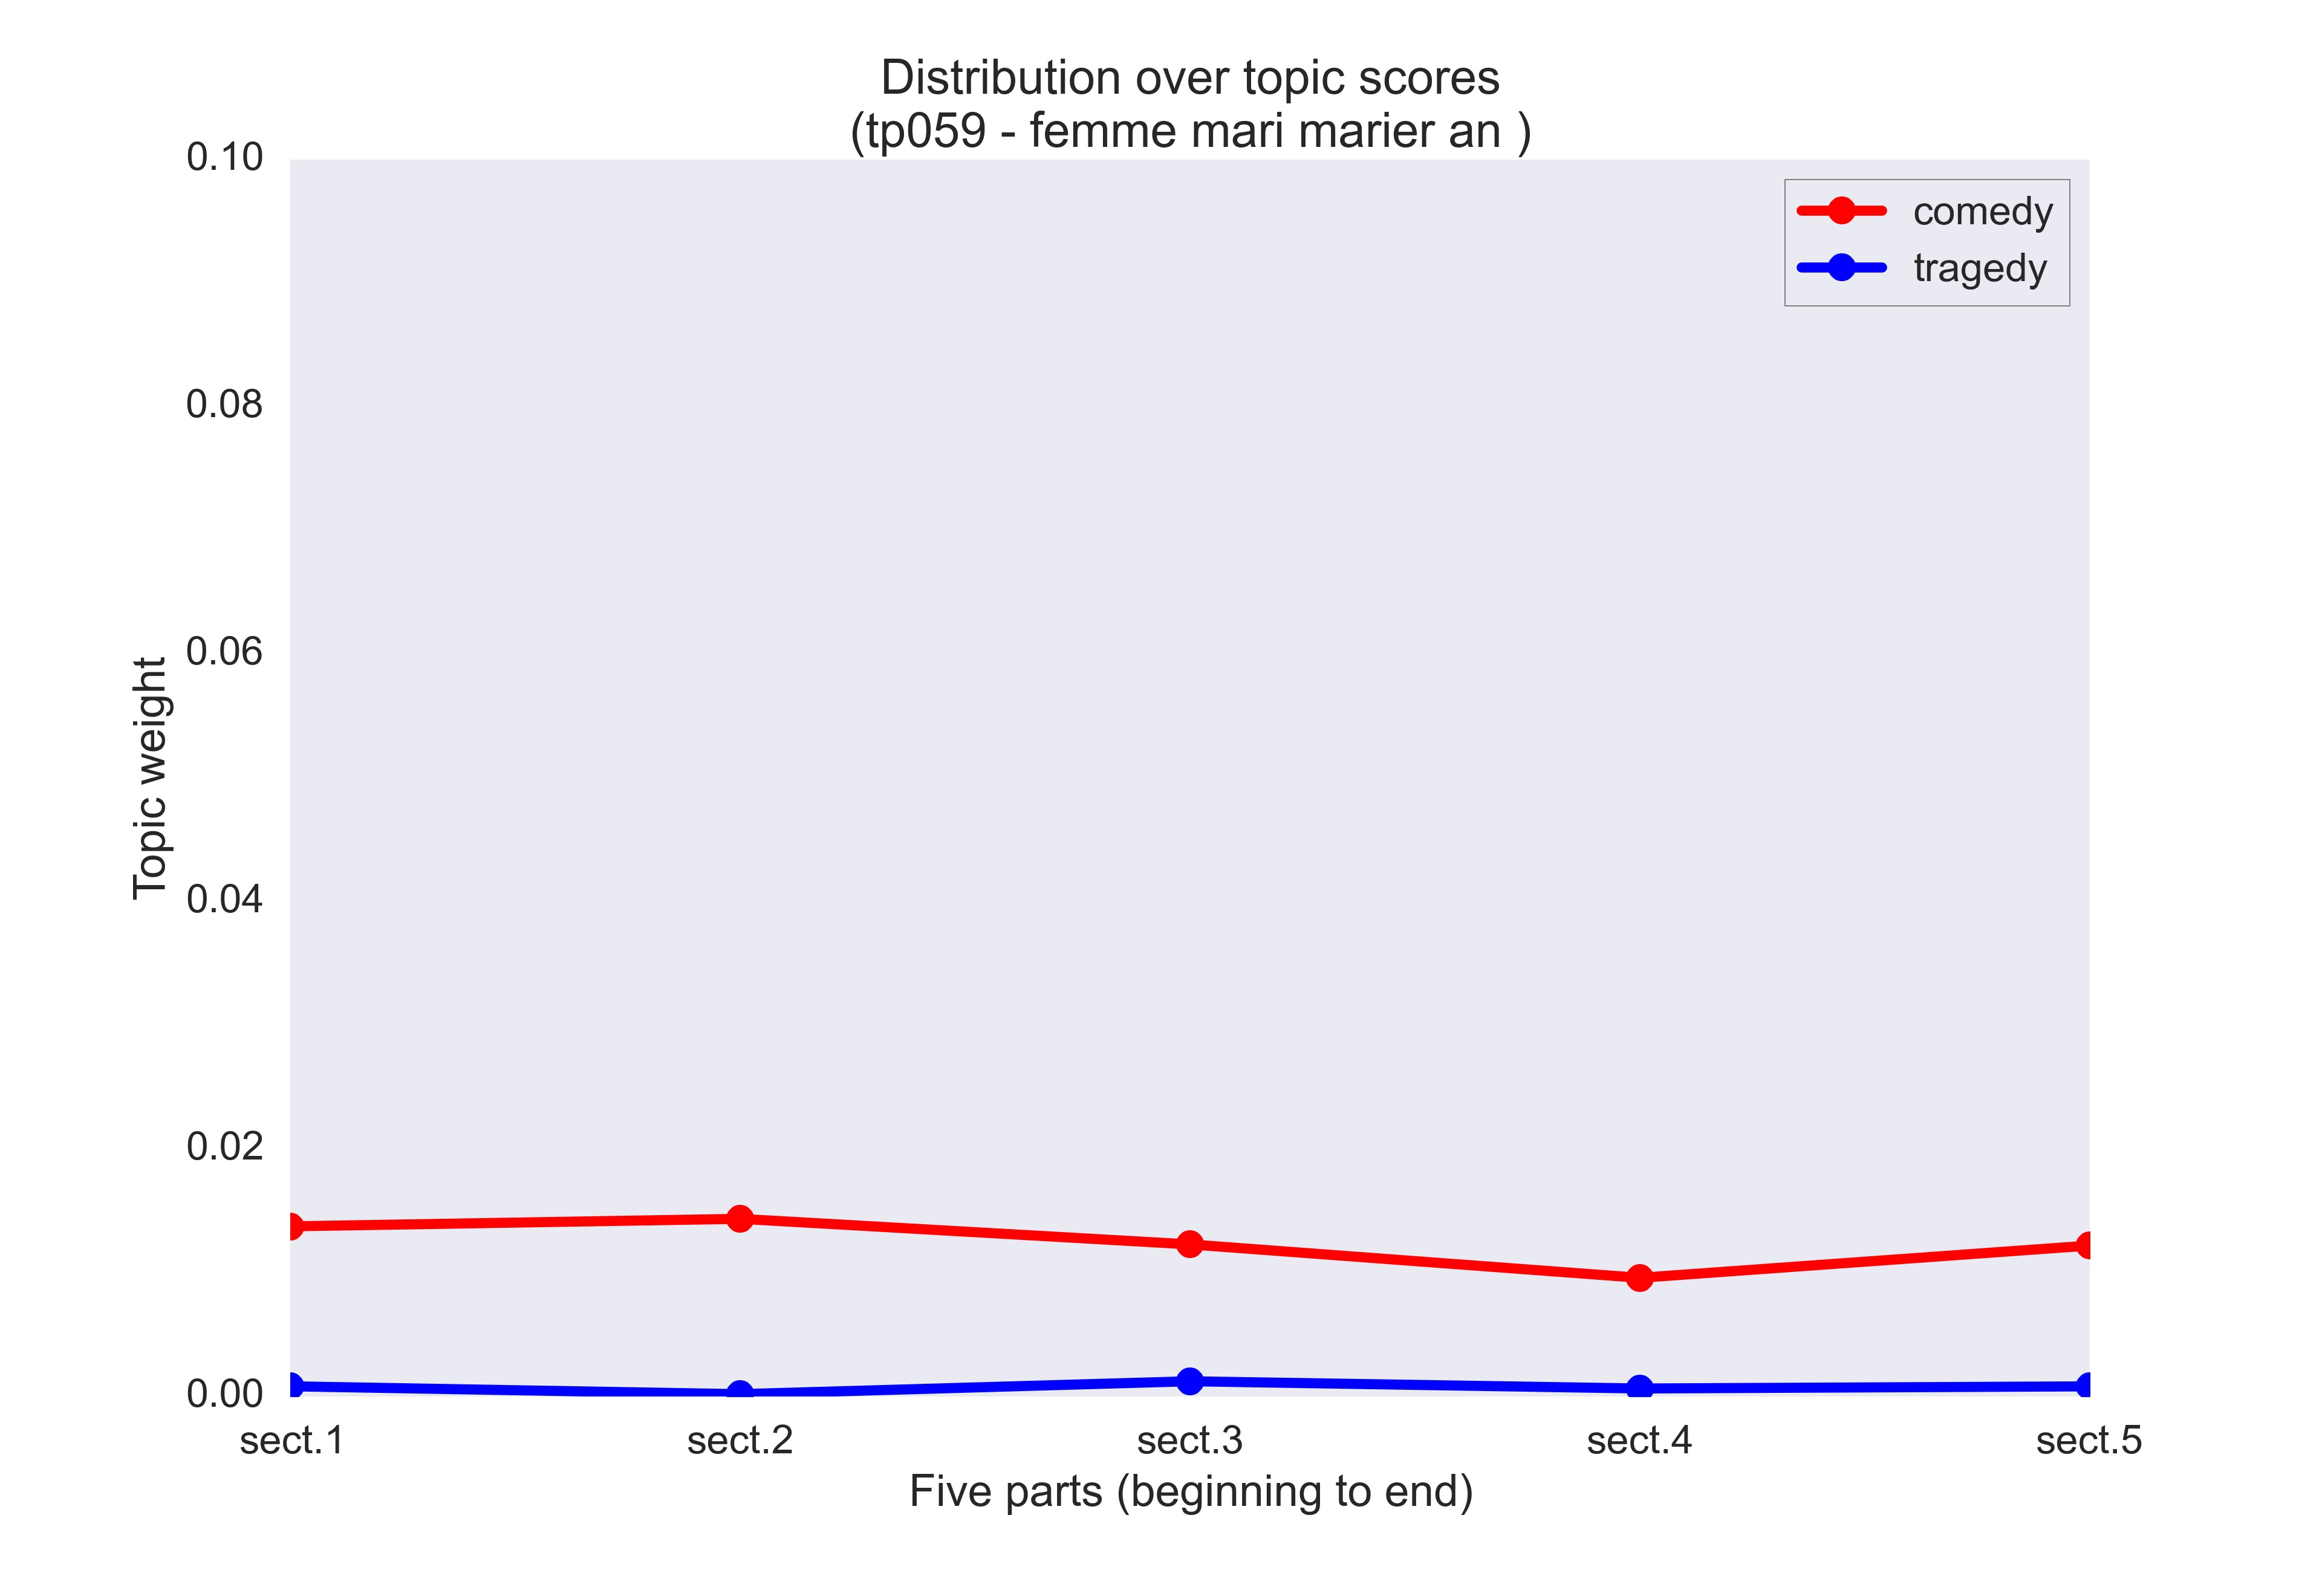 Distribution over topic scores
(tp059 - femme mari marier an )
0.10
0.08
0.06
0.04
0.02
0.00
Topic weight
comedy
tragedy
sect.1
sect.2
sect.3
sect.4
sect.5
Five parts (beginning to end)